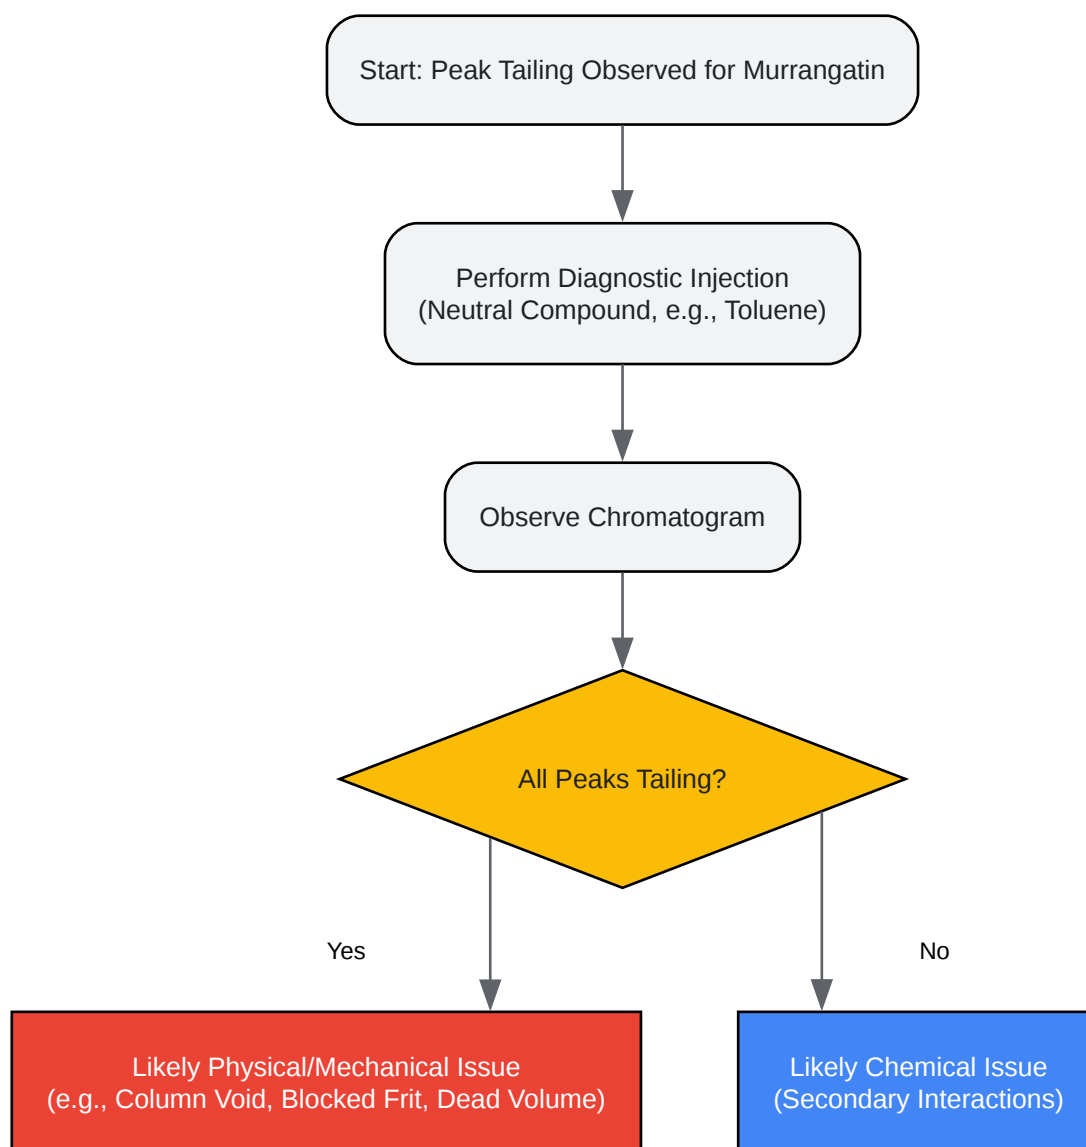 Start: Peak Tailing Observed for Murrangatin
Perform Diagnostic Injection
(Neutral Compound, e.g., Toluene)
Observe Chromatogram
All Peaks Tailing?
Yes
No
Likely Physical/Mechanical Issue
(e.g., Column Void, Blocked Frit, Dead Volume)
Likely Chemical Issue
(Secondary Interactions)